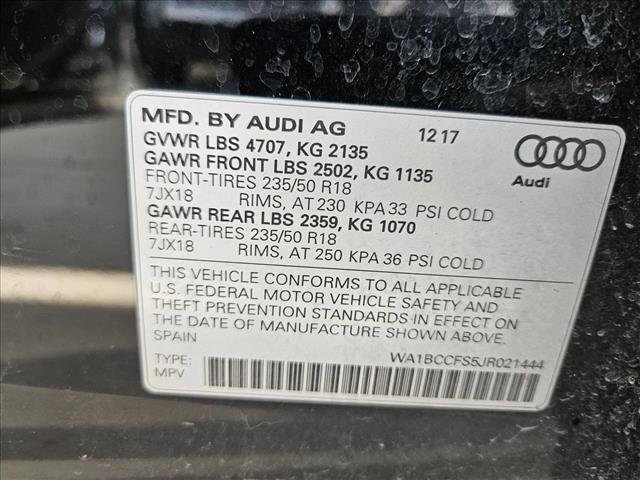 MFD. BY AUDI AG 12 17
GVWR LBS 4707, KG 2135
GAWR FRONT LBS 2502, KG 1135
FRONT-TIRES 235/50 R18
7JX18 RIMS, AT 230 KPA 33 PSI COLD
GAWR REAR LBS 2359, KG 1070
REAR-TIRES 235/50 R18
7JX18 RIMS, AT 250 KPA 36 PSI COLD
Audi
THIS VEHICLE CONFORMS TO ALL APPLICABLE
U.S. FEDERAL MOTOR VEHICLE SAFETY AND
THEFT PREVENTION STANDARDS IN EFFECT ON
THE DATE OF MANUFACTURE SHOWN ABOVE.
SPAIN
WA1BCCFS5JR021444
TYPE:
MPV